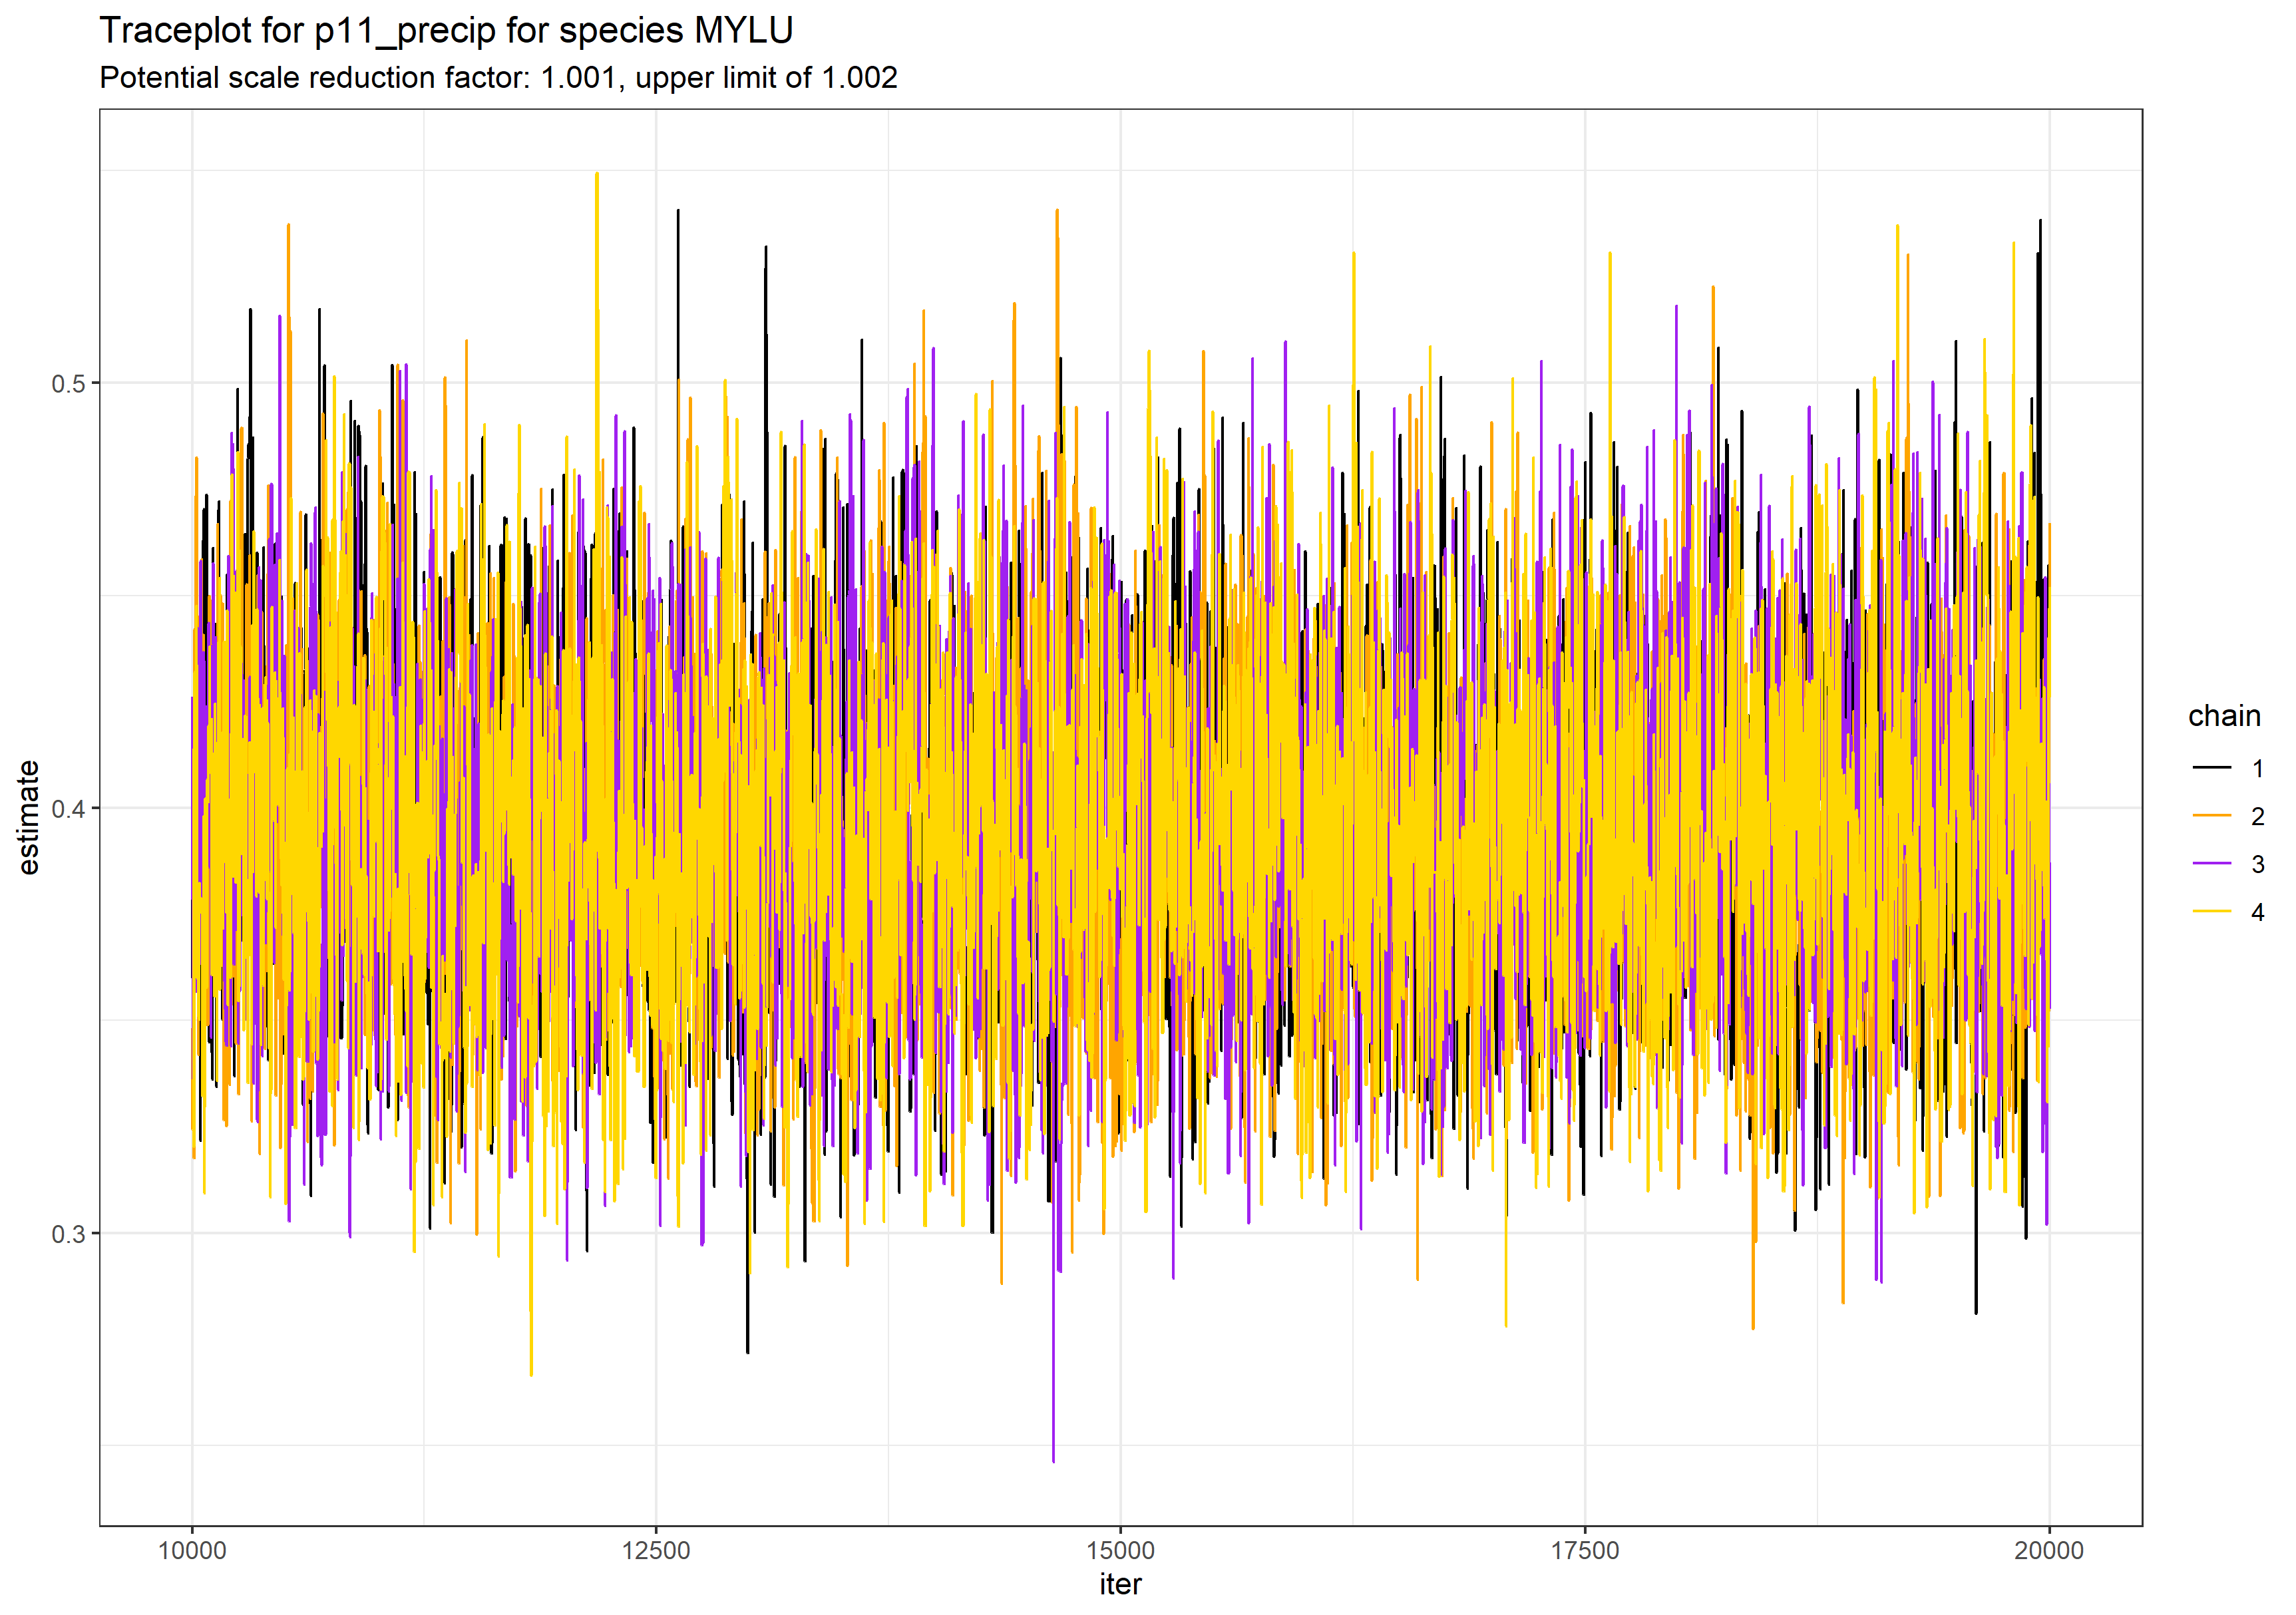 Traceplot for p11_precip for species MYLU
Potential scale reduction factor: 1.001, upper limit of 1.002
estimate
0.5
0.4
0.3
10000
12500
15000
17500
20000
iter
chain
1
2
3
4